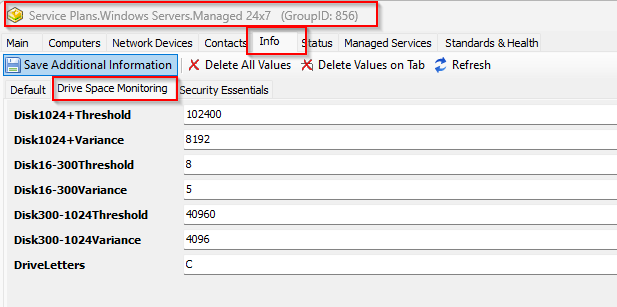 Service Plans.Windows Servers.Managed 24x7 (GroupID: 856)
Main Computers Network Devices Contacts Info Status Managed Services Standards & Health
Save Additional Information Delete All Values Delete Values on Tab Refresh
Default Drive Space Monitoring Security Essentials
Disk1024+Threshold 102400
Disk1024+Variance 8192
Disk16-300Threshold 8
Disk16-300Variance 5
Disk300-1024Threshold 40960
Disk300-1024Variance 4096
DriveLetters C